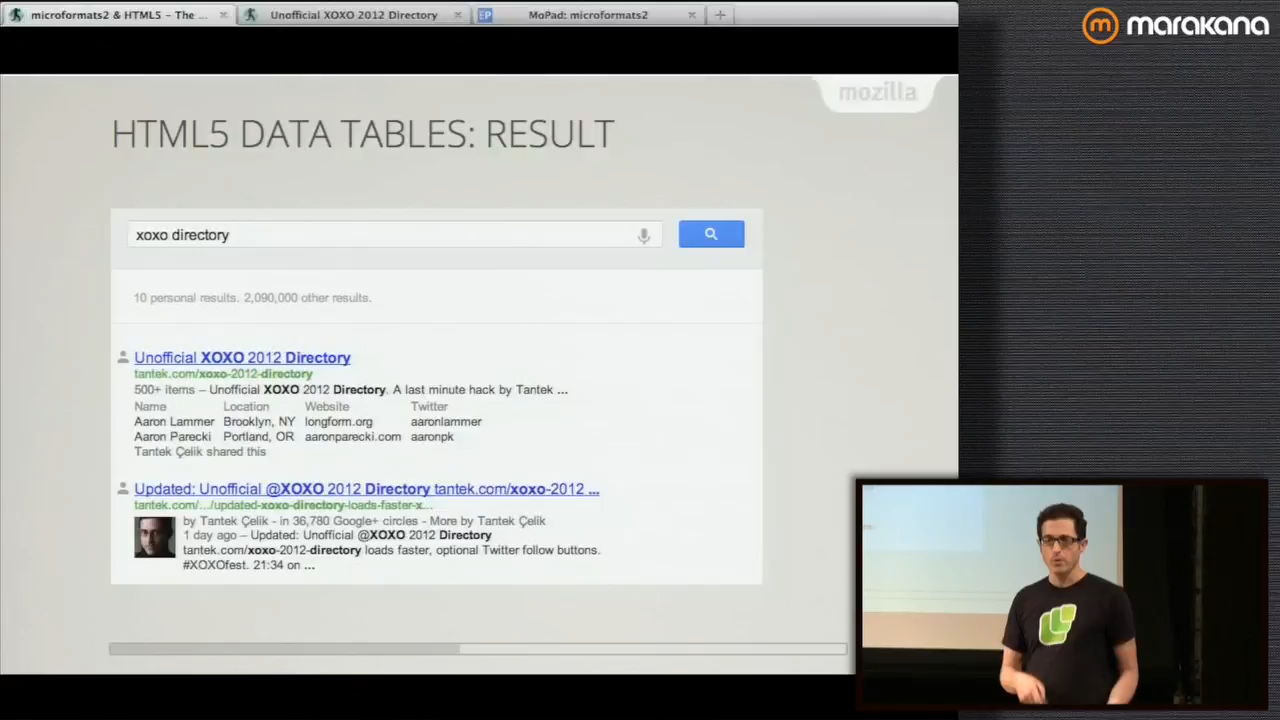 microformats2 & HTML5 - The ...
Unofficial XOXO 2012 Directory
EP
MoPad: microformats2
marakana
mozilla
HTML5 DATA TABLES: RESULT
xoxo directory
10 personal results. 2,090,000 other results.
Unofficial XOXO 2012 Directory
tantek.com/xoxo-2012-directory
500+ items – Unofficial XOXO 2012 Directory. A last minute hack by Tantek ...
Name Location Website Twitter
Aaron Lammer Brooklyn, NY longform.org aaronlammer
Aaron Parecki Portland, OR aaronparecki.com aaronpk
Tantek Çelik shared this
Updated: Unofficial @XOXO 2012 Directory tantek.com/xoxo-2012 ...
tantek.com/.../updated-xoxo-directory-loads-faster-x...
by Tantek Çelik - in 36,780 Google+ circles - More by Tantek Çelik
1 day ago – Updated: Unofficial @XOXO 2012 Directory
tantek.com/xoxo-2012-directory loads faster, optional Twitter follow buttons.
#XOXOfest. 21:34 on ...